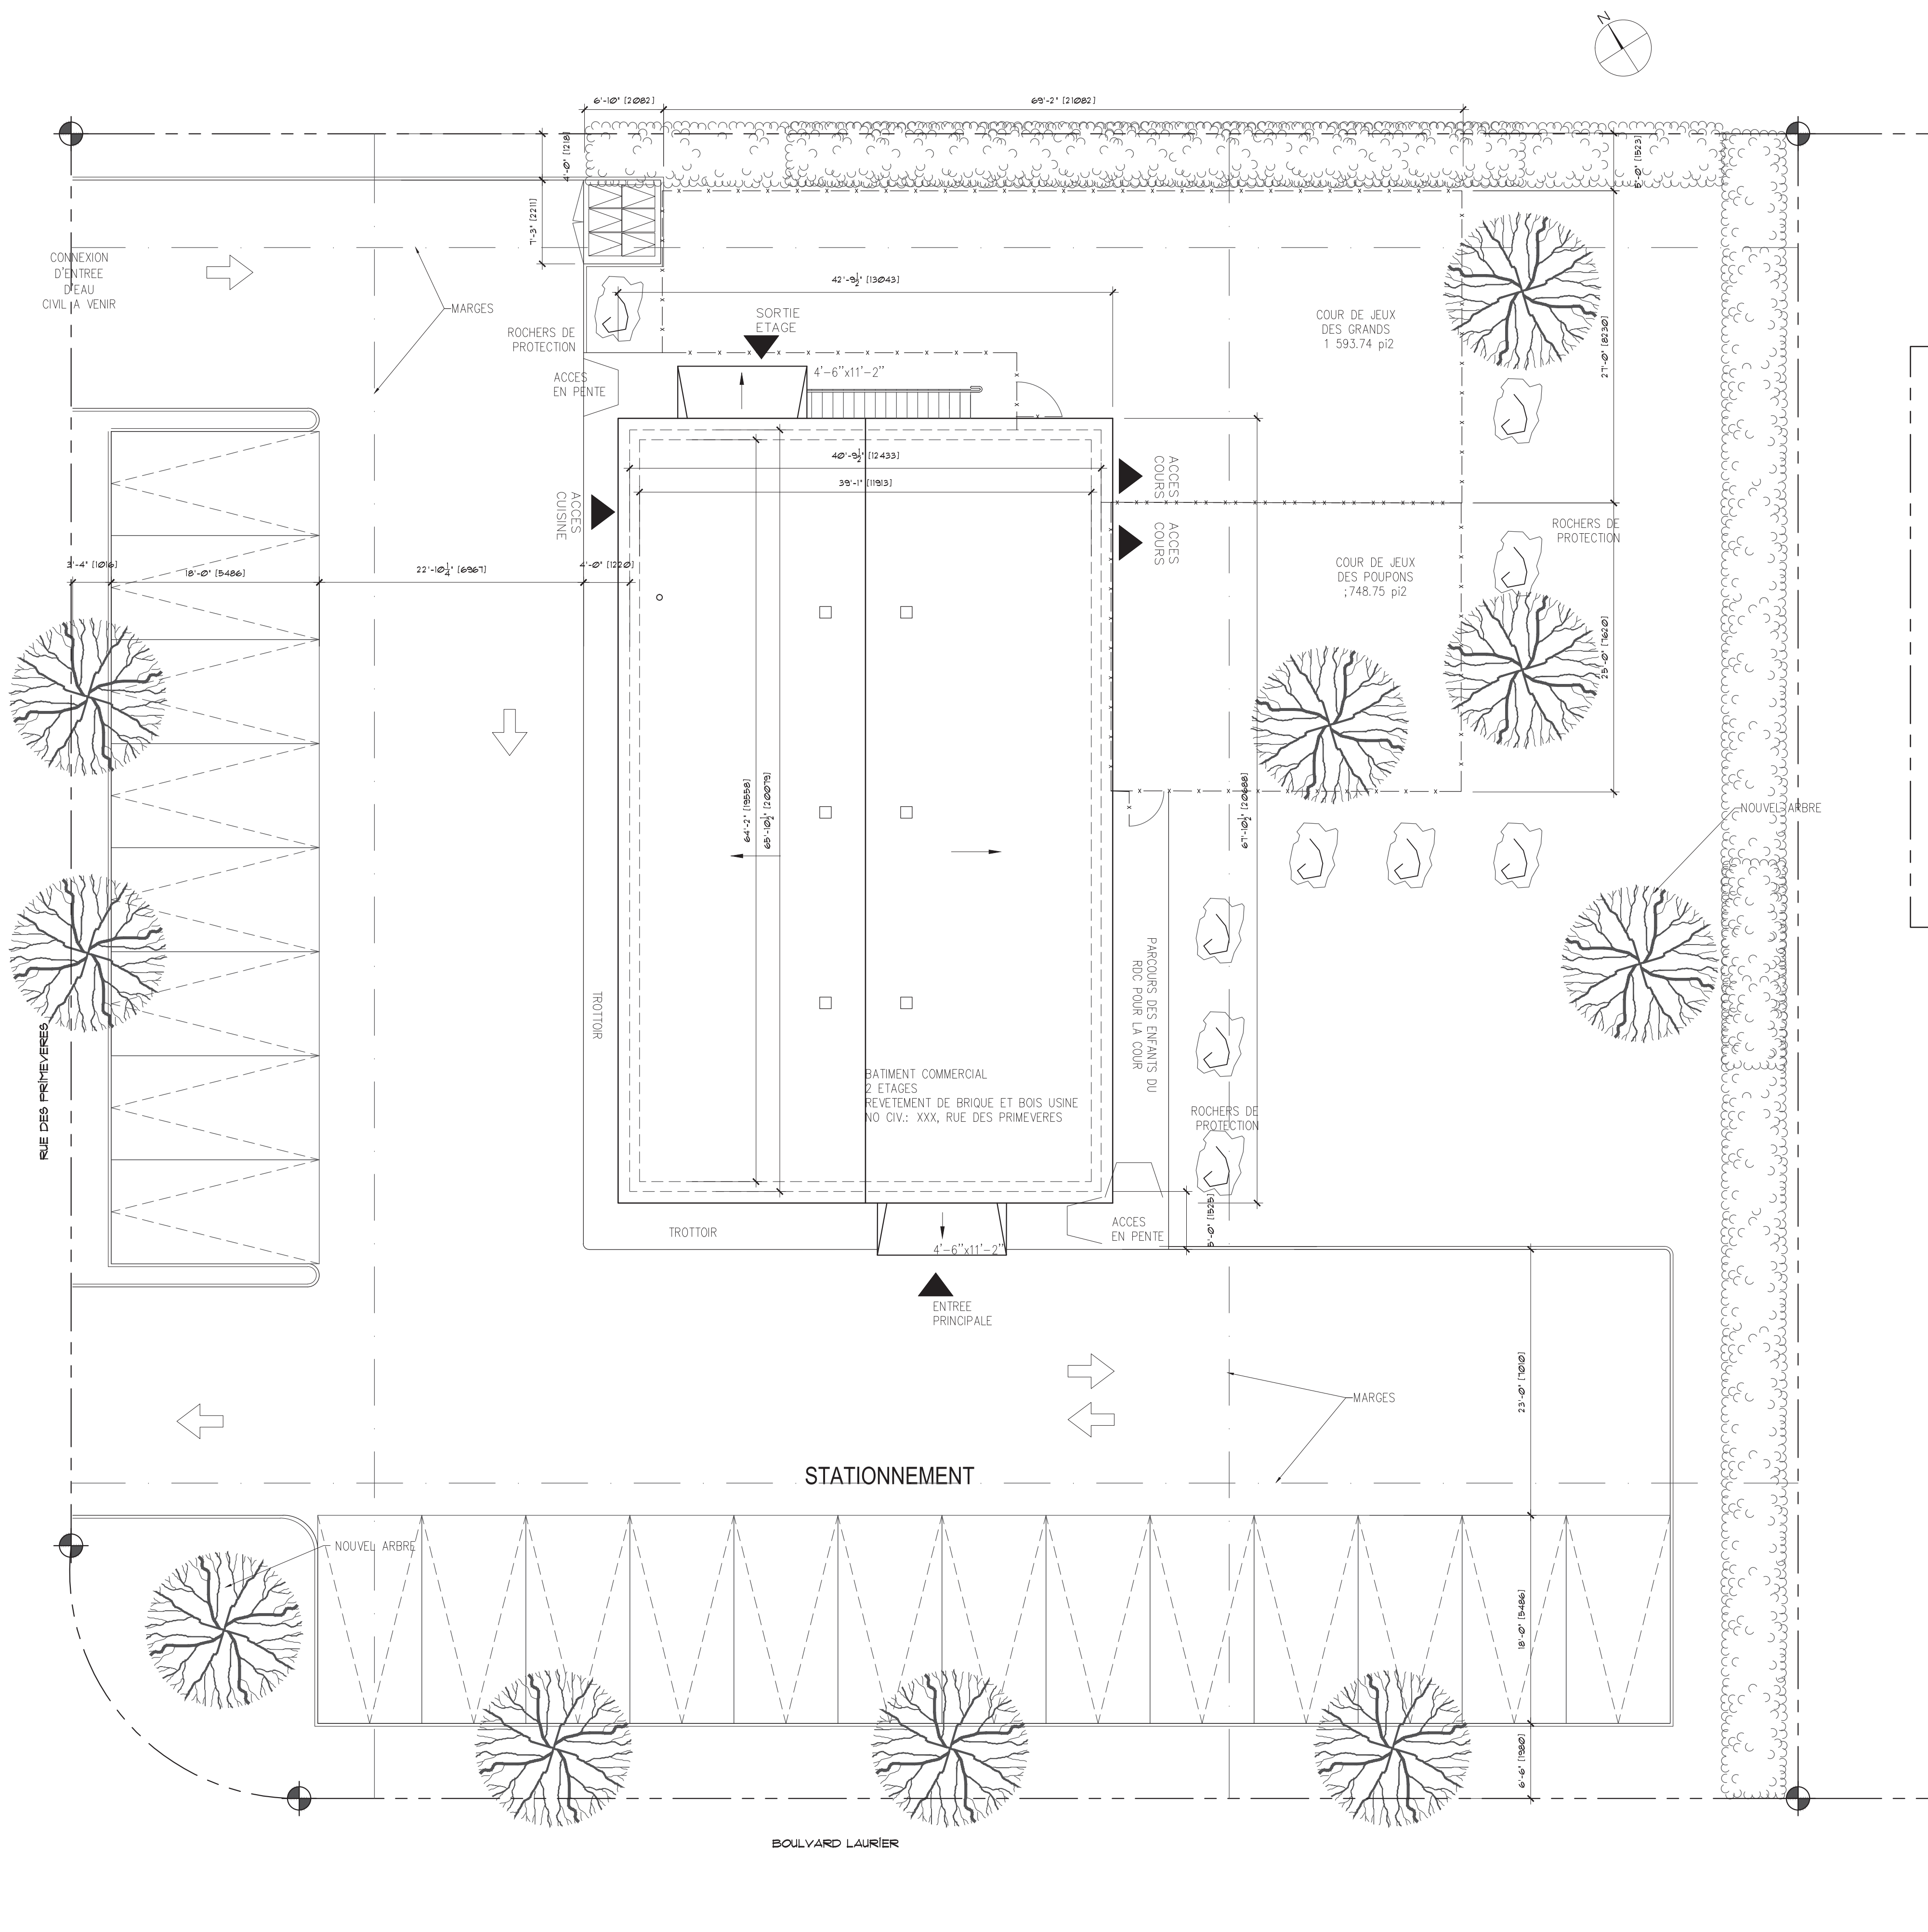 N
6'-10" [2082]
69'-2" [21082]
4'-0" [1218]
5'-0" [1523]
7'-3" [2211]
CONNEXION
D'ENTREE
D'EAU
CIVIL A VENIR
MARGES
ROCHERS DE
PROTECTION
42'-9½" [13043]
SORTIE
ETAGE
4'-6"x11'-2"
ACCES
EN PENTE
COUR DE JEUX
DES GRANDS
1 593.74 pi2
27'-0" [8230]
40'-9½" [12433]
39'-1" [11913]
ACCES
CUISINE
ACCES
COURS
ACCES
COURS
ROCHERS DE
PROTECTION
3'-4" [1016]
18'-0" [5486]
22'-10¼" [6967]
4'-0" [1220]
COUR DE JEUX
DES POUPONS
;748.75 pi2
25'-0" [7620]
64'-2" [19558]
65'-10½" [20079]
67'-10½" [20688]
NOUVEL ARBRE
RUE DES PRIMEVERES
TROTTOIR
PARCOURS DES ENFANTS DU
RDC POUR LA COUR
BATIMENT COMMERCIAL
2 ETAGES
REVETEMENT DE BRIQUE ET BOIS USINE
NO CIV.: XXX, RUE DES PRIMEVERES
ROCHERS DE
PROTECTION
TROTTOIR
ACCES
EN PENTE
5'-0" [1525]
4'-6"x11'-2"
ENTREE
PRINCIPALE
23'-0" [7010]
MARGES
STATIONNEMENT
NOUVEL ARBRE
18'-0" [5486]
6'-6" [1980]
BOULVARD LAURIER